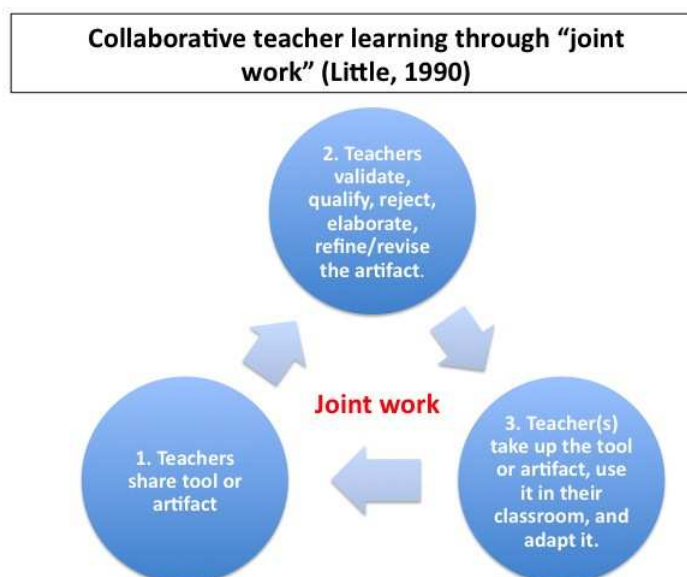 Collaborative teacher learning through “joint
work” (Little, 1990)
2. Teachers
validate,
qualify, reject,
elaborate,
refine/revise
the artifact.
Joint work
1. Teachers
share tool or
artifact
3. Teacher(s)
take up the tool
or artifact, use
it in their
classroom, and
adapt it.